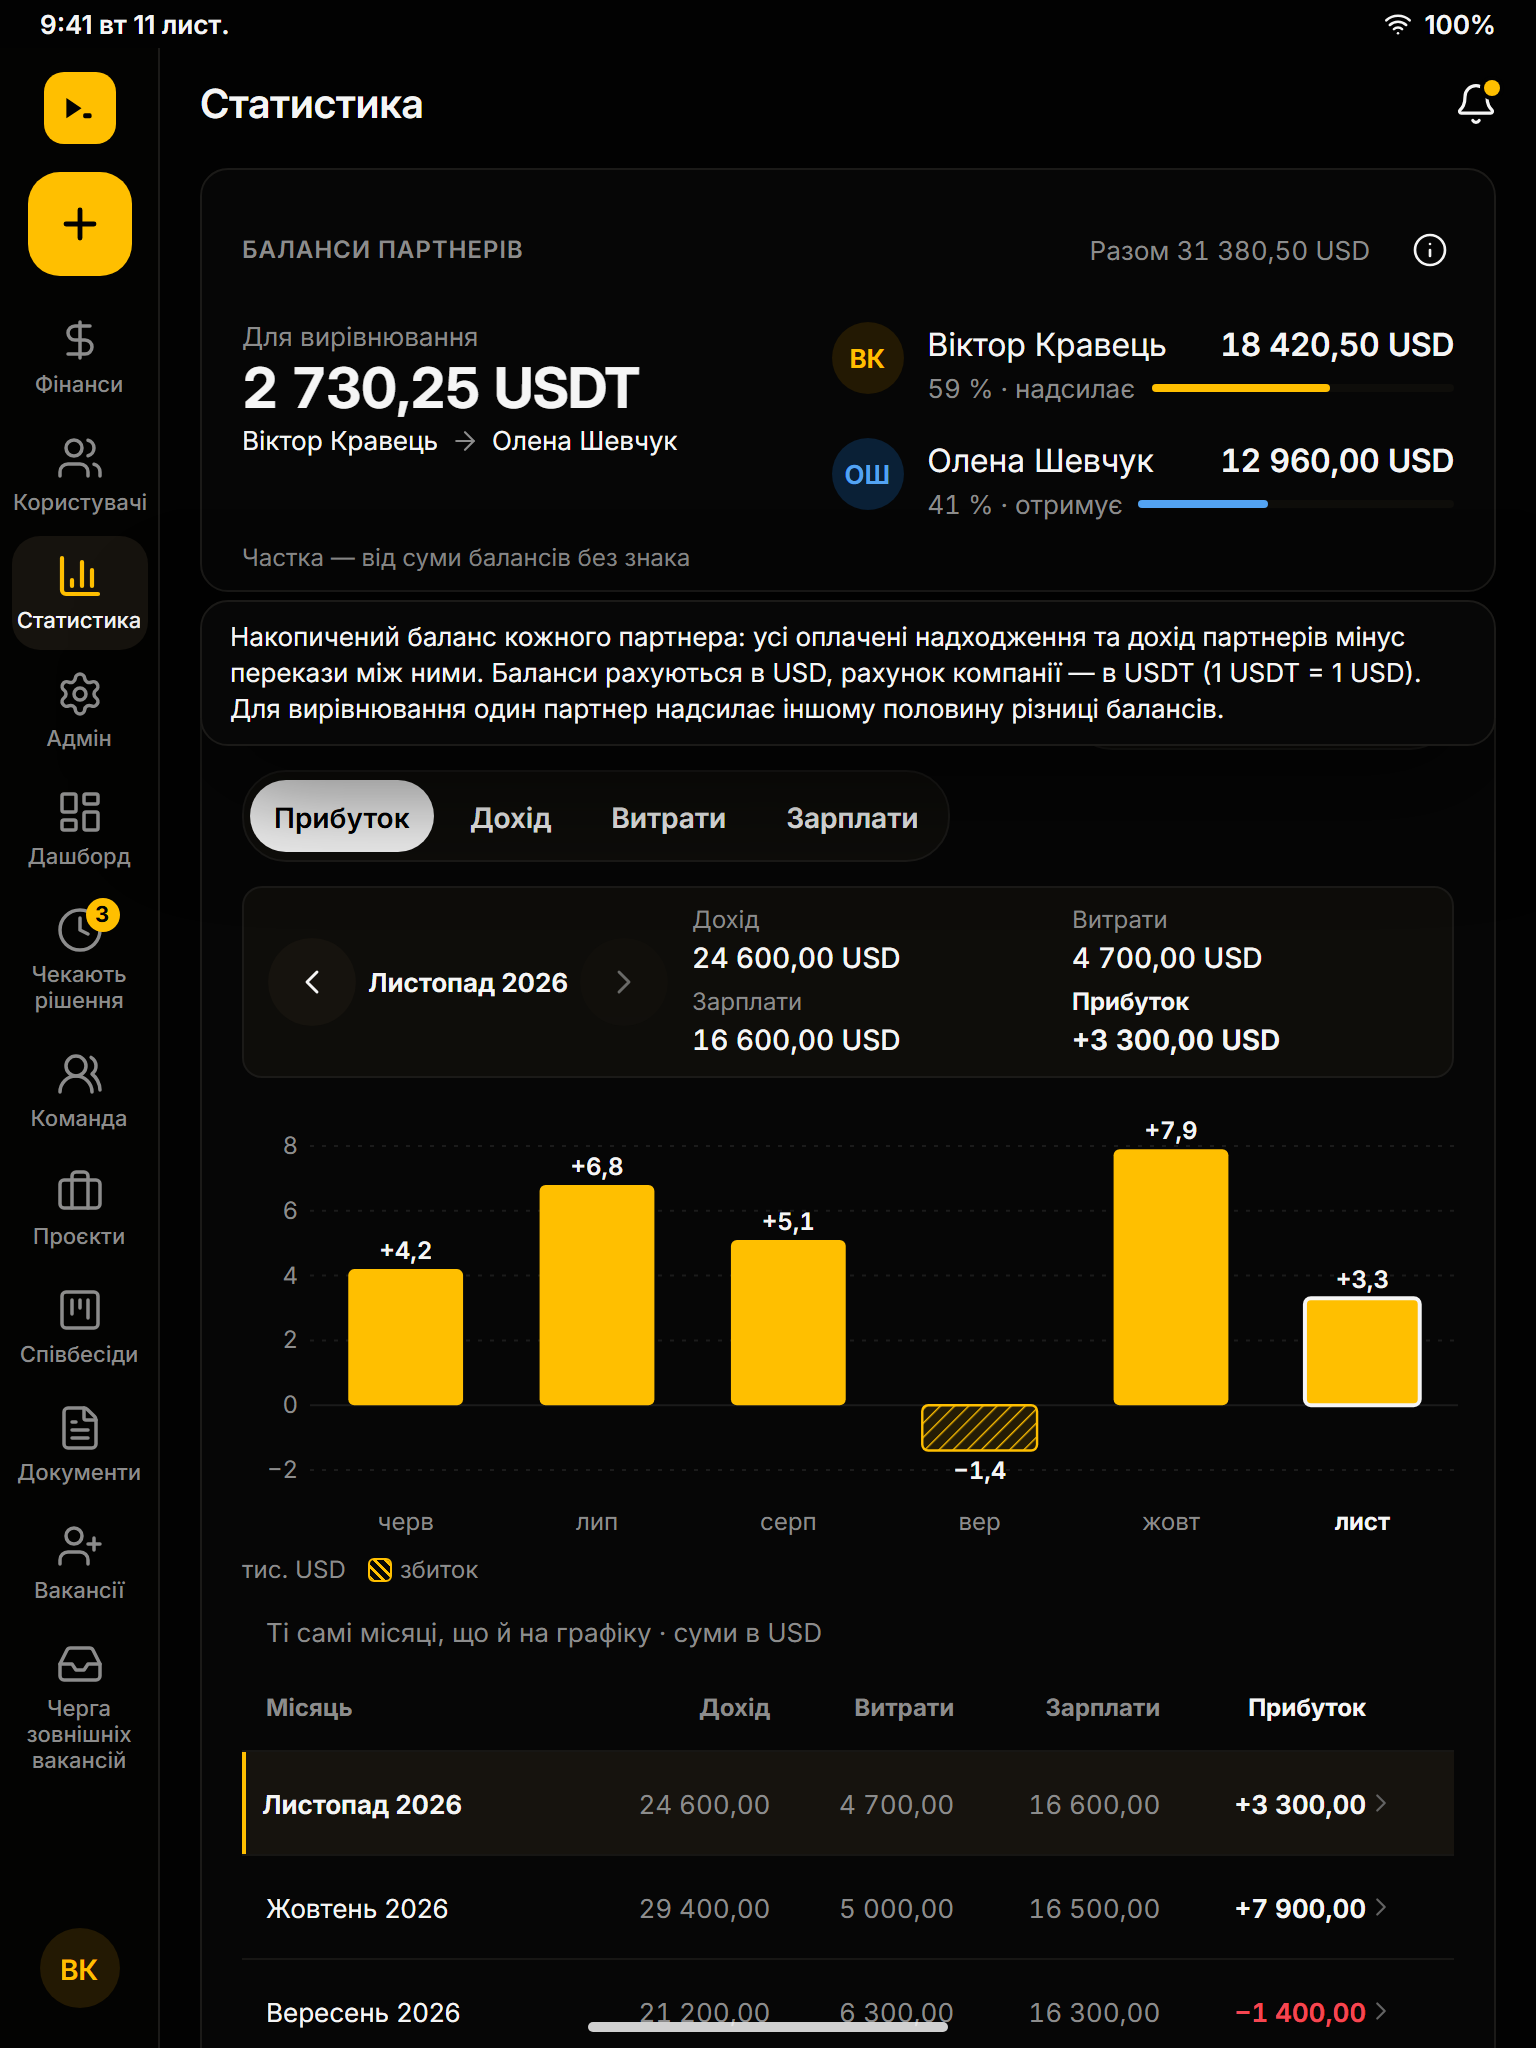 9:41 вт 11 лист.
100%
Статистика
Фінанси
Користувачі
Статистика
Адмін
Дашборд
3
Чекають
рішення
Команда
Проєкти
Співбесіди
Документи
Вакансії
Черга
зовнішніх
вакансій
ВК
БАЛАНСИ ПАРТНЕРІВ
Разом 31 380,50 USD
Для вирівнювання
2 730,25 USDT
Віктор Кравець → Олена Шевчук
ВК
Віктор Кравець 18 420,50 USD
59 % · надсилає
ОШ
Олена Шевчук 12 960,00 USD
41 % · отримує
Частка — від суми балансів без знака
Накопичений баланс кожного партнера: усі оплачені надходження та дохід партнерів мінус
перекази між ними. Баланси рахуються в USD, рахунок компанії — в USDT (1 USDT = 1 USD).
Для вирівнювання один партнер надсилає іншому половину різниці балансів.
Прибуток Дохід Витрати Зарплати
Листопад 2026
Дохід
24 600,00 USD
Витрати
4 700,00 USD
Зарплати
16 600,00 USD
Прибуток
+3 300,00 USD
8
6
4
2
0
−2
+4,2
+6,8
+5,1
−1,4
+7,9
+3,3
черв лип серп вер жовт лист
тис. USD збиток
Ті самі місяці, що й на графіку · суми в USD
Місяць Дохід Витрати Зарплати Прибуток
Листопад 2026 24 600,00 4 700,00 16 600,00 +3 300,00
Жовтень 2026 29 400,00 5 000,00 16 500,00 +7 900,00
Вересень 2026 21 200,00 6 300,00 16 300,00 −1 400,00